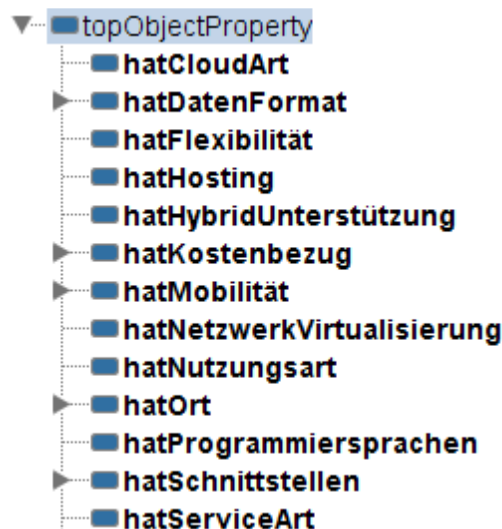 topObjectProperty
hatCloudArt
hatDatenFormat
hatFlexibilität
hatHosting
hatHybridUnterstützung
hatKostenbezug
hatMobilität
hatNetzwerkVirtualisierung
hatNutzungsart
hatOrt
hatProgrammiersprachen
hatSchnittstellen
hatServiceArt